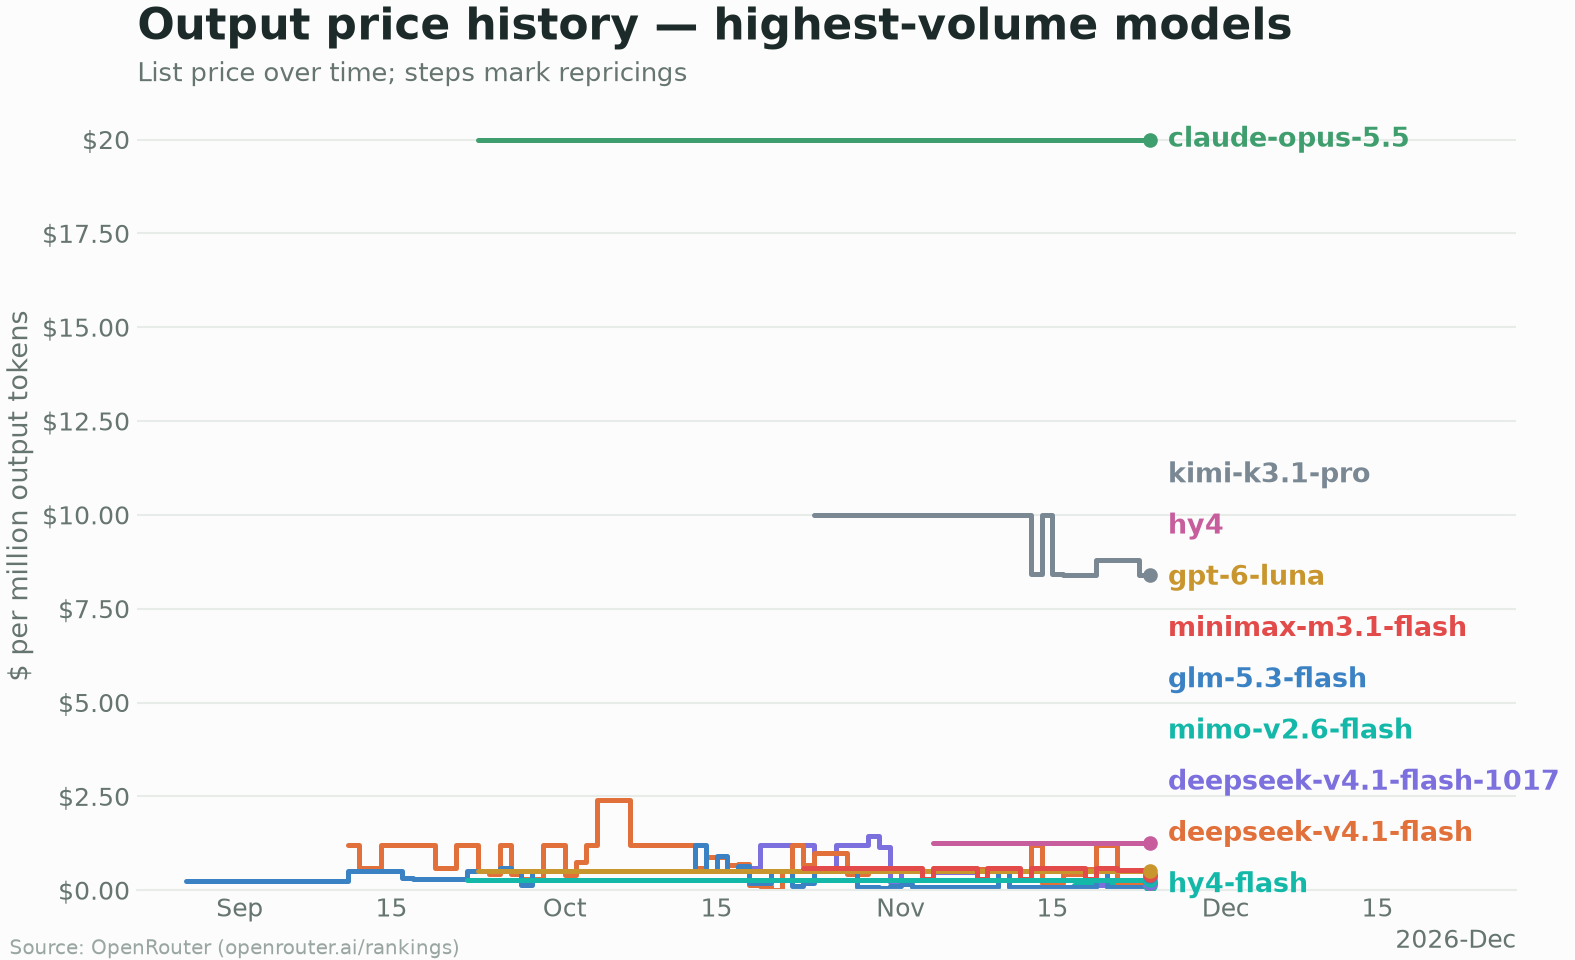 Output price history — highest-volume models
List price over time; steps mark repricings
$ per million output tokens
$20
$17.50
$15.00
$12.50
$10.00
$7.50
$5.00
$2.50
$0.00
claude-opus-5.5
kimi-k3.1-pro
hy4
gpt-6-luna
minimax-m3.1-flash
glm-5.3-flash
mimo-v2.6-flash
deepseek-v4.1-flash-1017
deepseek-v4.1-flash
hy4-flash
Sep 15 Oct 15 Nov 15 Dec 15
2026-Dec
Source: OpenRouter (openrouter.ai/rankings)